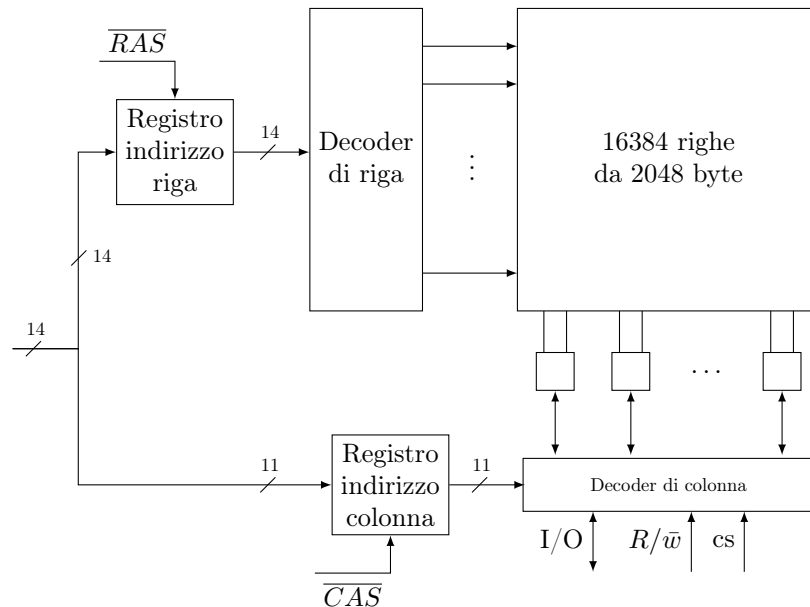 RAS
Registro
indirizzo
riga
14
Decoder
di riga
⋮
16384 righe
da 2048 byte
14
14
. . .
11
Registro
indirizzo
colonna
11
Decoder di colonna
I/O
R/w̄
cs
CAS